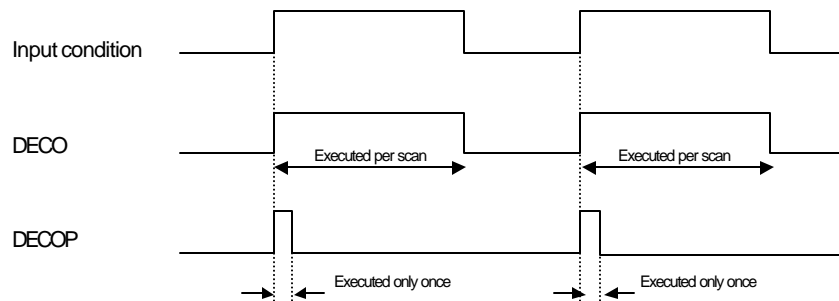 Input condition
DECO
Executed per scan
Executed per scan
DECOP
Executed only once
Executed only once